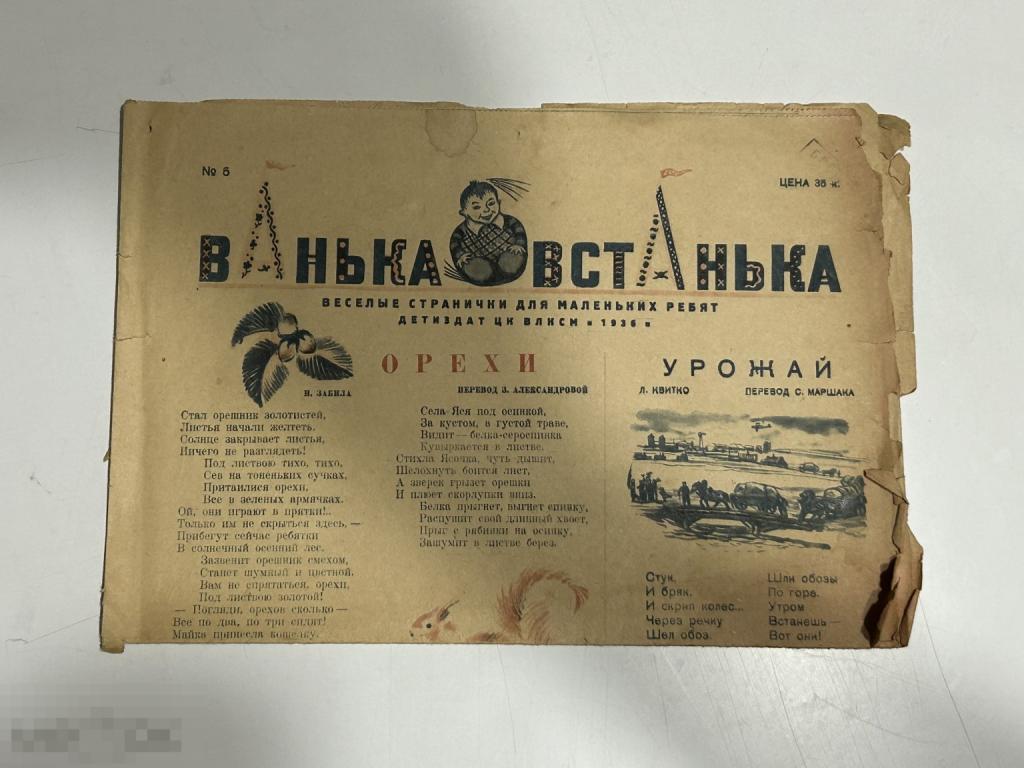 № 6
ЦЕНА 35 к.
ВАНЬКА ВСТАНЬКА
ВЕСЕЛЫЕ СТРАНИЧКИ ДЛЯ МАЛЕНЬКИХ РЕБЯТ
ДЕТИЗДАТ ЦК ВЛКСМ ▪ 1936 ▪
ОРЕХИ
Н. ЗАБИЛА
ПЕРЕВОД З. АЛЕКСАНДРОВОЙ
Стал орешник золотистей,
Листья начали желтеть.
Солнце закрывает листья,
Ничего не разглядеть!
Под листвою тихо, тихо,
Сев на тоненьких сучках,
Притаилися орехи,
Все в зеленых армячках.
Ой, они играют в прятки!..
Только им не скрыться здесь, —
Прибегут сейчас ребятки
В солнечный осенний лес.
Зазвенит орешник смехом,
Станет шумный и цветной.
Вам не спрятаться, орехи,
Под листвою золотой!
— Погляди, орехов сколько —
Все по два, по три сидят!
Майка принесла кошелку.
Села Яся под осинкой,
За кустом, в густой траве,
Видит — белка-сероспинка
Кувыркается в листве.
Стихла Ясочка, чуть дышит,
Шелохнуть боится лист,
А зверек грызет орешки
И плюет скорлупки вниз.
Белка прыгнет, выгнет спинку,
Распушит свой длинный хвост,
Прыг с рябинки на осинку,
Зашумит в листве берез.
УРОЖАЙ
Л. КВИТКО
ПЕРЕВОД С. МАРШАКА
Стук,
И бряк,
И скрип колес...
Через речку
Шел обоз.
Шли обозы
По горе.
Утром
Встанешь —
Вот они!